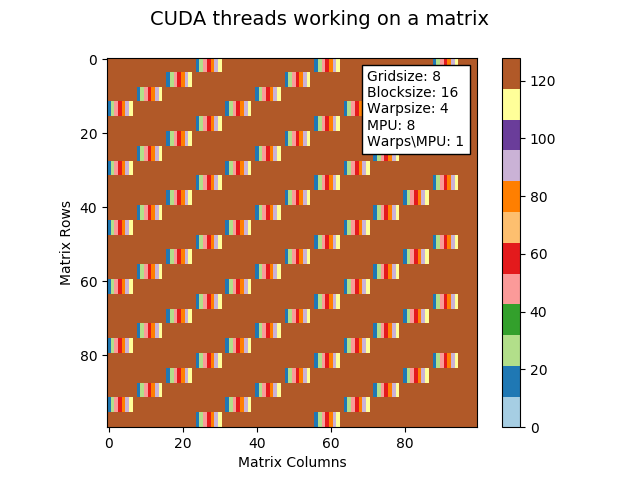 CUDA threads working on a matrix
Gridsize: 8
Blocksize: 16
Warpsize: 4
MPU: 8
Warps\MPU: 1
Matrix Rows
0
20
40
60
80
0
20
40
60
80
Matrix Columns
120
100
80
60
40
20
0